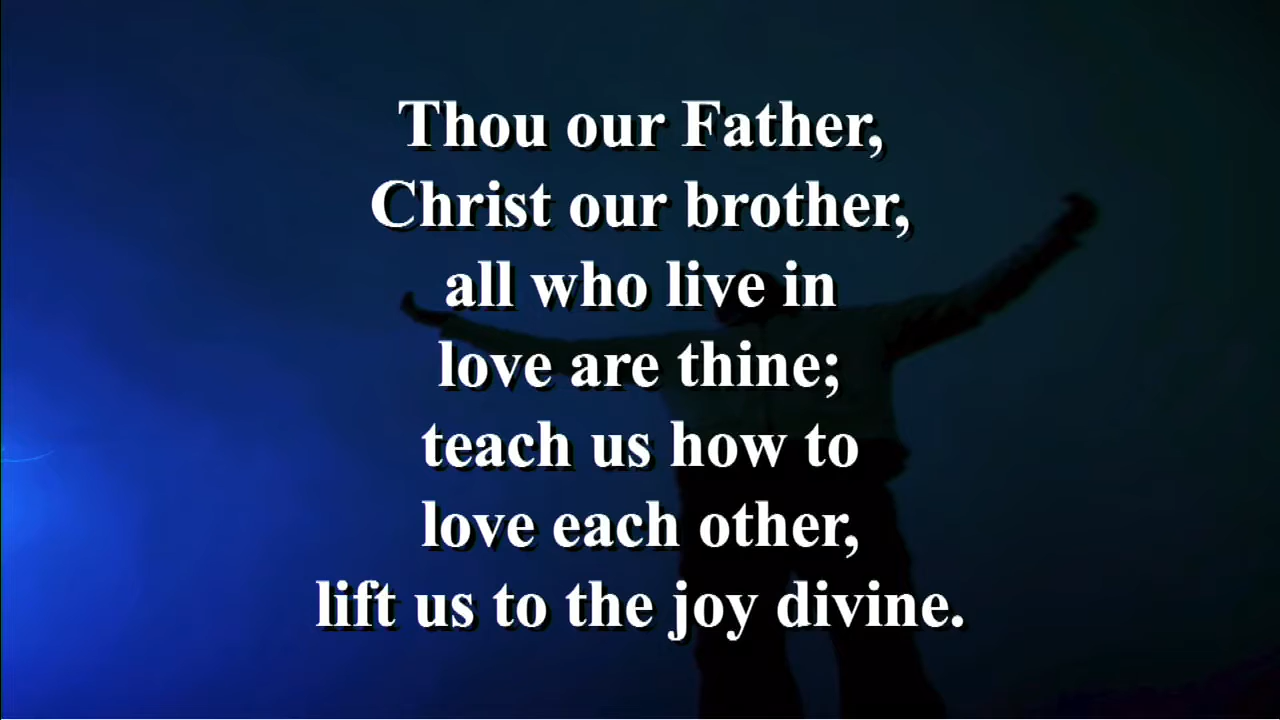 Thou our Father,
Christ our brother,
all who live in
love are thine;
teach us how to
love each other,
lift us to the joy divine.